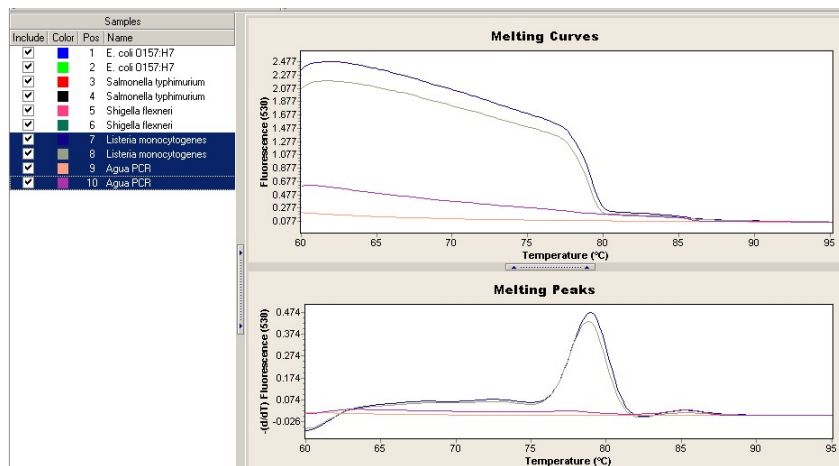 Samples
Include Color Pos Name
1 E. coli O157:H7
2 E. coli O157:H7
3 Salmonella typhimurium
4 Salmonella typhimurium
5 Shigella flexneri
6 Shigella flexneri
7 Listeria monocytogenes
8 Listeria monocytogenes
9 Agua PCR
10 Agua PCR
Melting Curves
Fluorescence (530)
2.477
2.277
2.077
1.877
1.677
1.477
1.277
1.077
0.877
0.677
0.477
0.277
0.077
60 65 70 75 80 85 90 95
Temperature (°C)
Melting Peaks
-(d/dT) Fluorescence (530)
0.474
0.374
0.274
0.174
0.074
-0.026
60 65 70 75 80 85 90 95
Temperature (°C)